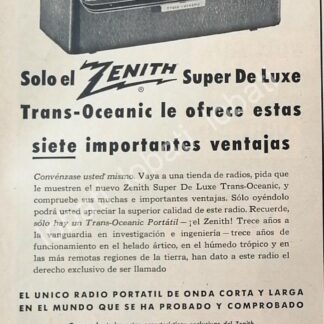 Solo el ZENITH® Super De Luxe
Trans-Oceanic le ofrece estas
siete importantes ventajas
Convénzase usted mismo. Vaya a una tienda de radios, pida que
le muestren el nuevo Zenith Super De Luxe Trans-Oceanic, y
compruebe sus muchas e importantes ventajas. Sólo oyéndolo
podrá usted apreciar la superior calidad de este radio. Recuerde,
sólo hay un Trans-Oceanic Portátil—¡el Zenith! Trece años a
la vanguardia en investigación e ingeniería—trece años de
funcionamiento en el helado ártico, en el húmedo trópico y en
las más remotas regiones de la tierra, han dado a este radio el
derecho exclusivo de ser llamado
EL UNICO RADIO PORTATIL DE ONDA CORTA Y LARGA
EN EL MUNDO QUE SE HA PROBADO Y COMPROBADO